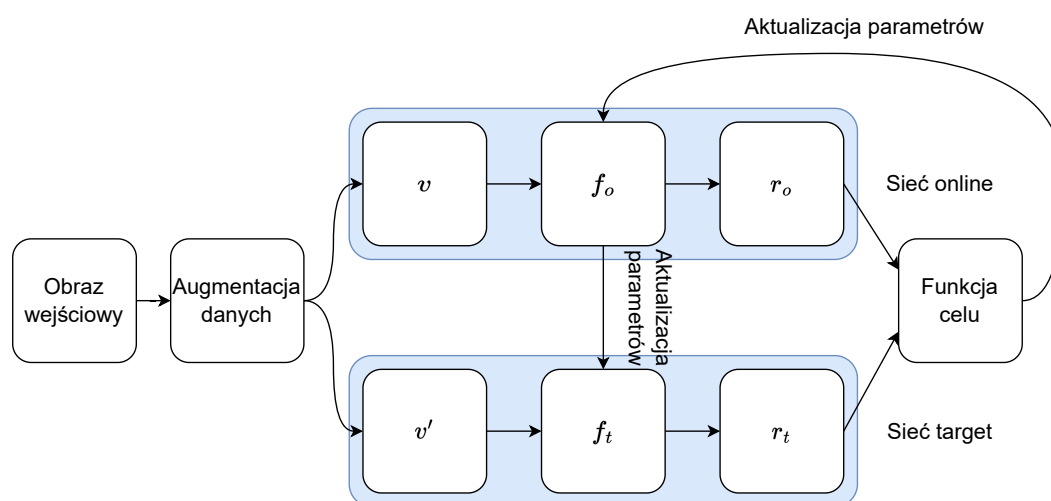 Aktualizacja parametrów
v
f_o
r_o
Sieć online
Obraz
wejściowy
Augmentacja
danych
Aktualizacja
parametrów
Funkcja
celu
v'
f_t
r_t
Sieć target